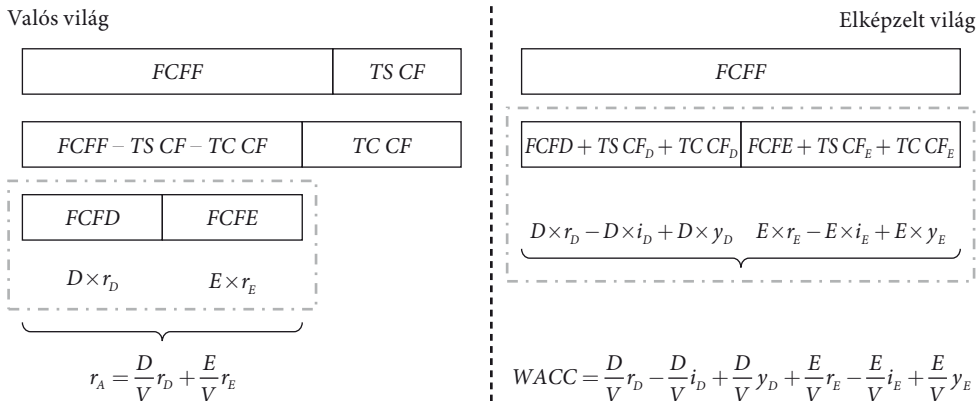 Valós világ
FCFF
TS CF
FCFF – TS CF – TC CF
TC CF
FCFD
FCFE
D × r_D
E × r_E
r_A = D/V r_D + E/V r_E
Elképzelt világ
FCFF
FCFD + TS CF_D + TC CF_D
FCFE + TS CF_E + TC CF_E
D × r_D – D × i_D + D × y_D
E × r_E – E × i_E + E × y_E
WACC = D/V r_D – D/V i_D + D/V y_D + E/V r_E – E/V i_E + E/V y_E